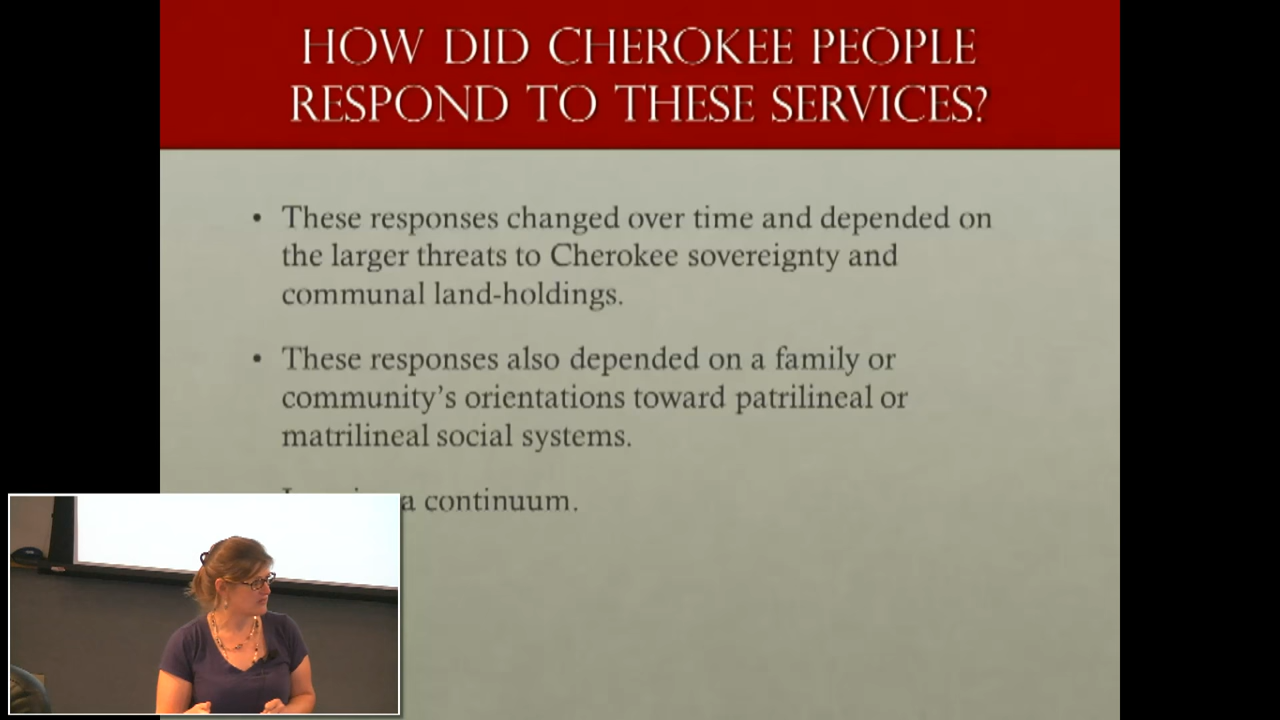 HOW DID CHEROKEE PEOPLE
RESPOND TO THESE SERVICES?
• These responses changed over time and depended on
the larger threats to Cherokee sovereignty and
communal land-holdings.
• These responses also depended on a family or
community's orientations toward patrilineal or
matrilineal social systems.
a continuum.